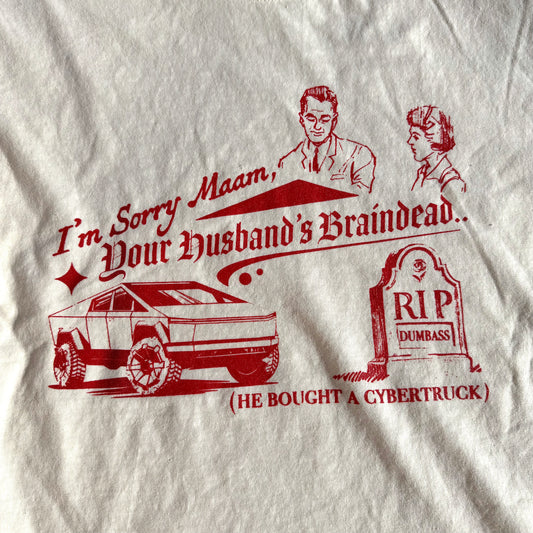 I'm Sorry Maam,
Your Husband's Braindead..
RIP
DUMBASS
(HE BOUGHT A CYBERTRUCK)